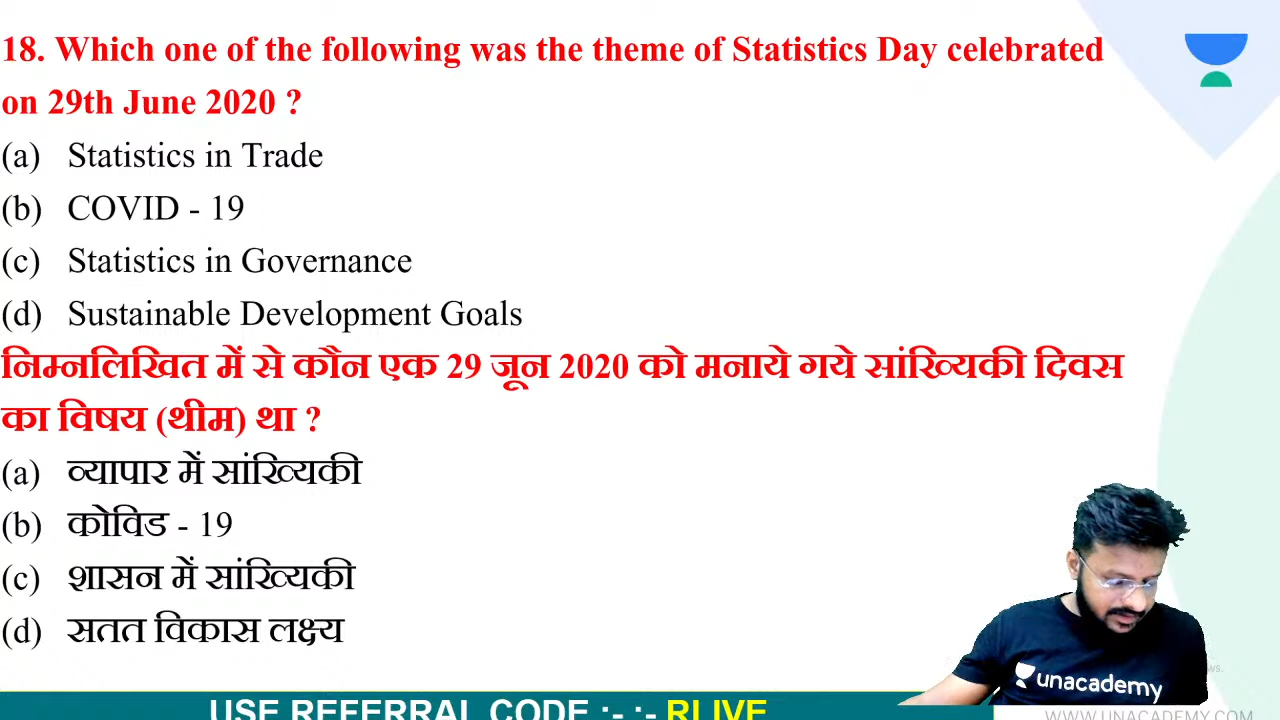 18. Which one of the following was the theme of Statistics Day celebrated
on 29th June 2020 ?
(a) Statistics in Trade
(b) COVID - 19
(c) Statistics in Governance
(d) Sustainable Development Goals
निम्नलिखित में से कौन एक 29 जून 2020 को मनाये गये सांख्यिकी दिवस
का विषय (थीम) था ?
(a) व्यापार में सांख्यिकी
(b) कोविड - 19
(c) शासन में सांख्यिकी
(d) सतत विकास लक्ष्य
unacademy
USE REFERRAL CODE :- :- RLIVE
WWW.UNACADEMY.COM